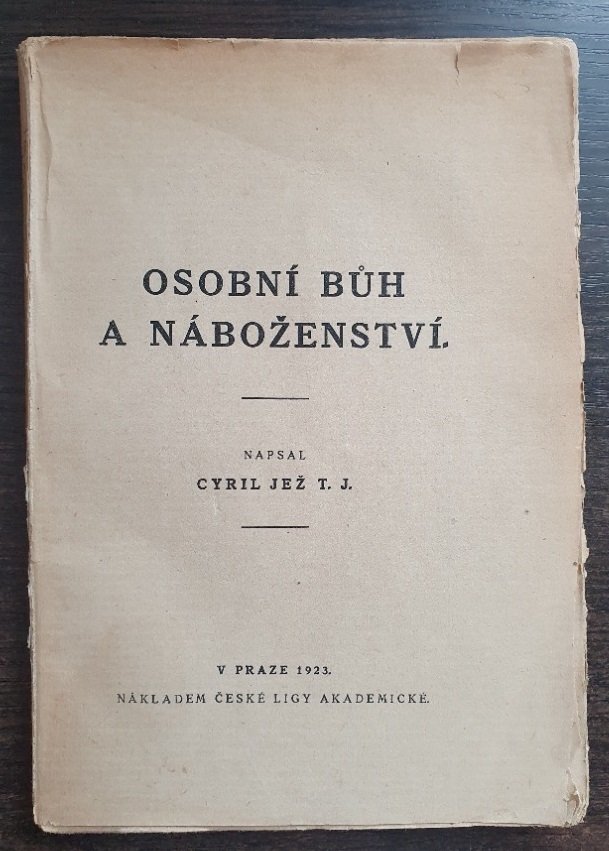 OSOBNÍ BŮH
A NÁBOŽENSTVÍ.
NAPSAL
CYRIL JEŽ T. J.
V PRAZE 1923.
NÁKLADEM ČESKÉ LIGY AKADEMICKÉ.